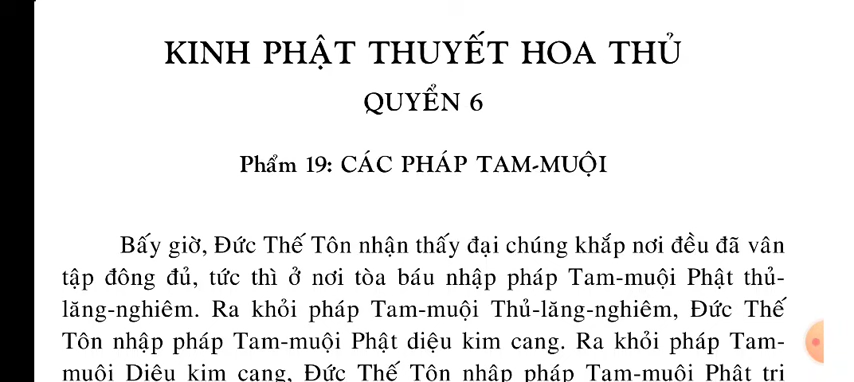 KINH PHẬT THUYẾT HOA THỦ
QUYỂN 6
Phẩm 19: CÁC PHÁP TAM-MUỘI
Bấy giờ, Đức Thế Tôn nhận thấy đại chúng khắp nơi đều đã vân
tập đông đủ, tức thì ở nơi tòa báu nhập pháp Tam-muội Phật thủ-
lăng-nghiêm. Ra khỏi pháp Tam-muội Thủ-lăng-nghiêm, Đức Thế
Tôn nhập pháp Tam-muội Phật diệu kim cang. Ra khỏi pháp Tam-
muội Diệu kim cang, Đức Thế Tôn nhập pháp Tam-muội Phật tri